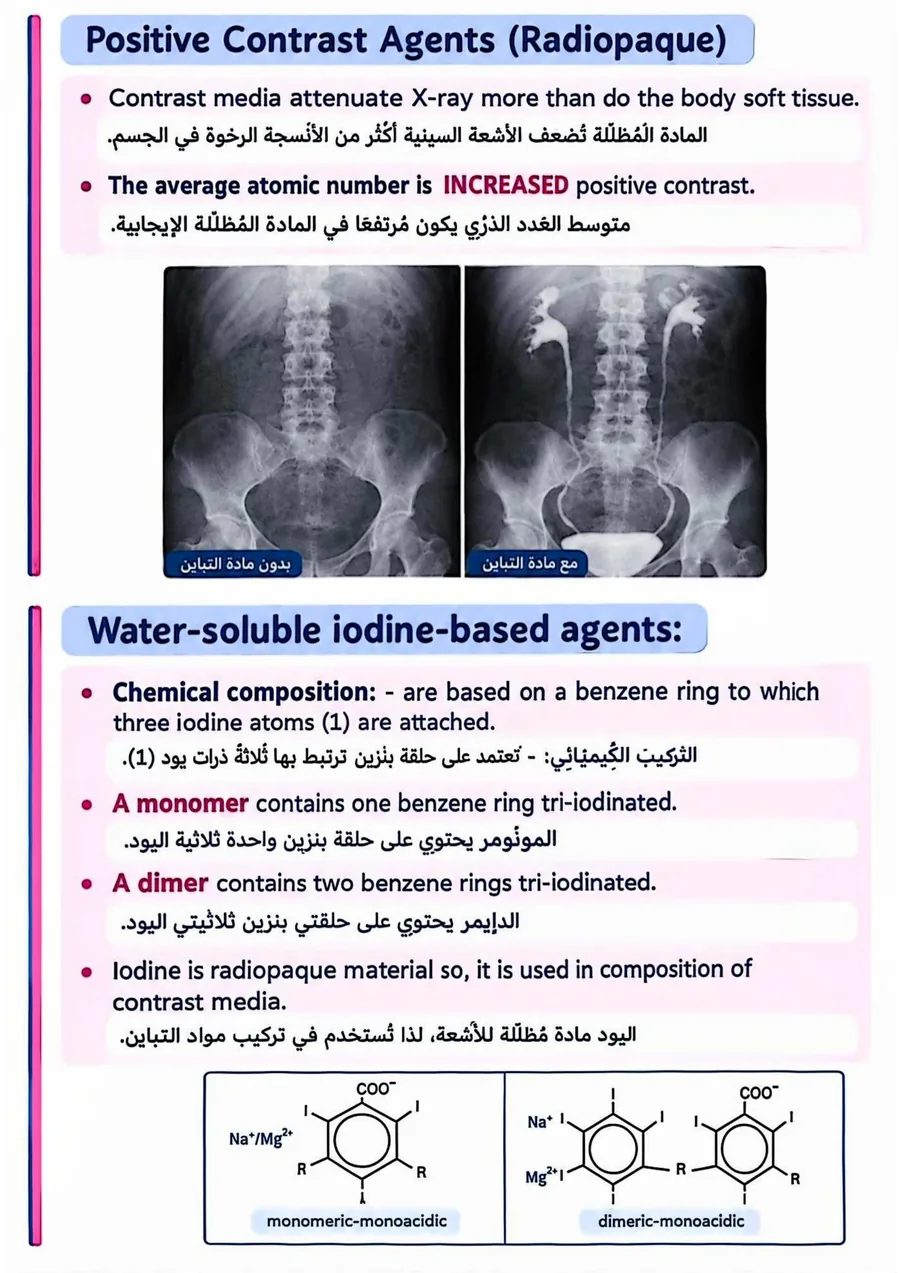 Positive Contrast Agents (Radiopaque)
• Contrast media attenuate X-ray more than do the body soft tissue.
المادة المُظلّلة تُضعف الأشعة السينية أكثر من الأنسجة الرخوة في الجسم.
• The average atomic number is INCREASED positive contrast.
متوسط العَدد الذرّي يكون مُرتفعًا في المادة المُظلّلة الإيجابية.
بدون مادة التباين
مع مادة التباين
Water-soluble iodine-based agents:
• Chemical composition: - are based on a benzene ring to which
three iodine atoms (1) are attached.
التركيب الكيميائي: - تعتمد على حلقة بنزين ترتبط بها ثلاثة ذرات يود (1).
• A monomer contains one benzene ring tri-iodinated.
المونومر يحتوي على حلقة بنزين واحدة ثلاثية اليود.
• A dimer contains two benzene rings tri-iodinated.
الدإيمر يحتوي على حلقتي بنزين ثلاثيتي اليود.
• Iodine is radiopaque material so, it is used in composition of
contrast media.
اليود مادة مُظلّلة للأشعة، لذا تُستخدم في تركيب مواد التباين.
COO⁻
I I
Na⁺/Mg²⁺
R R
monomeric-monoacidic
I COO⁻
Na⁺ I I I I
Mg²⁺ I R R
I I
dimeric-monoacidic